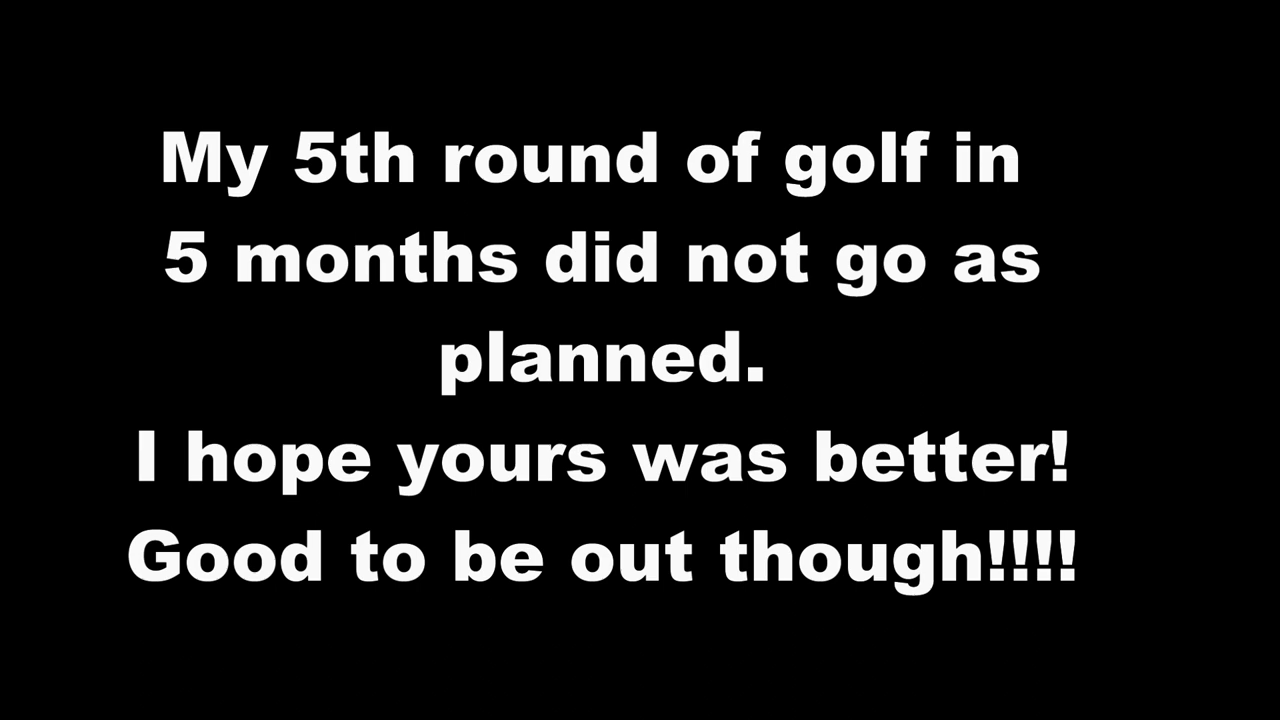 My 5th round of golf in
5 months did not go as
planned.
I hope yours was better!
Good to be out though!!!!